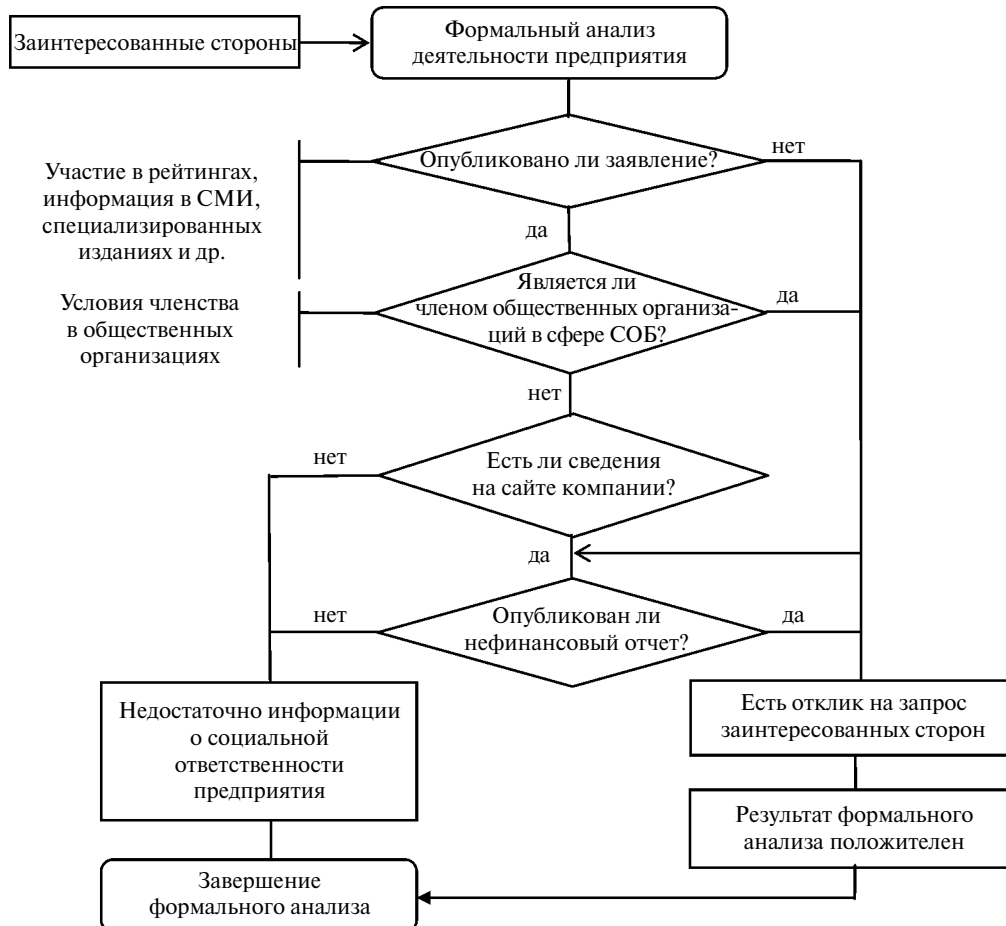 Заинтересованные стороны
Формальный анализ
деятельности предприятия
Опубликовано ли заявление?
нет
Участие в рейтингах,
информация в СМИ,
специализированных
изданиях и др.
да
Является ли
членом общественных организа-
ций в сфере СОБ?
да
Условия членства
в общественных
организациях
нет
Есть ли сведения
на сайте компании?
нет
да
Опубликован ли
нефинансовый отчет?
нет
да
Недостаточно информации
о социальной
ответственности
предприятия
Есть отклик на запрос
заинтересованных сторон
Результат формального
анализа положителен
Завершение
формального анализа